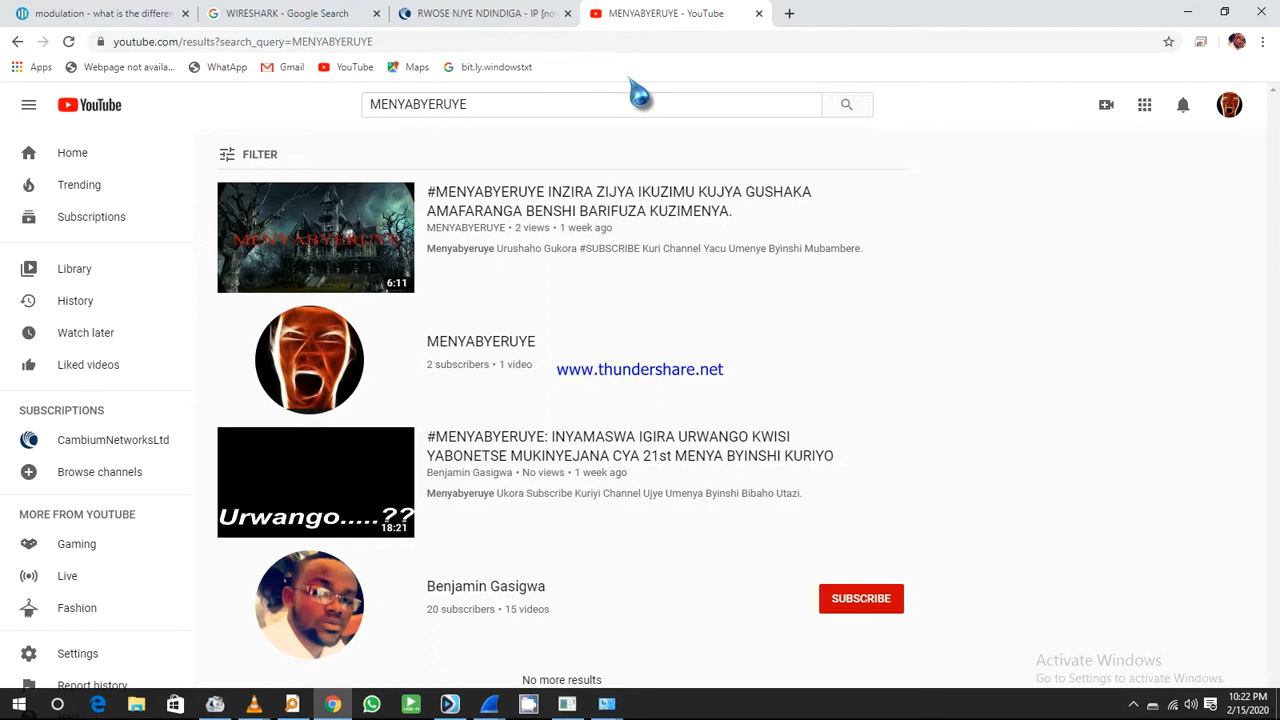 modulation
WIRESHARK - Google Search
RWOSE NYE NDINDIGA - IP [no
MENYABYERUYE - YouTube
youtube.com/results?search_query=MENYABYERUYE
Apps
Webpage not availa...
WhatsApp
Gmail
YouTube
Maps
bit.ly.windowstxt
YouTube
MENYABYERUYE
Home
Trending
Subscriptions
Library
History
Watch later
Liked videos
SUBSCRIPTIONS
CambiumNetworksLtd
Browse channels
MORE FROM YOUTUBE
Gaming
Live
Fashion
Settings
Report history
FILTER
MENYABYERUYE
6:11
#MENYABYERUYE INZIRA ZIJYA IKUZIMU KUJYA GUSHAKA
AMAFARANGA BENSHI BARIFUZA KUZIMENYA.
MENYABYERUYE • 2 views • 1 week ago
Menyabyeruye Urushaho Gukora #SUBSCRIBE Kuri Channel Yacu Umenye Byinshi Mubambere.
MENYABYERUYE
2 subscribers • 1 video
www.thundershare.net
Urwango.....??
18:21
#MENYABYERUYE: INYAMASWA IGIRA URWANGO KWISI
YABONETSE MUKINYEJANA CYA 21st MENYA BYINSHI KURIYO
Benjamin Gasigwa • No views • 1 week ago
Menyabyeruye Ukora Subscribe Kuriyi Channel Ujye Umenya Byinshi Bibaho Utazi.
Benjamin Gasigwa
20 subscribers • 15 videos
SUBSCRIBE
No more results
Activate Windows
Go to Settings to activate Windows.
10:22 PM
2/15/2020